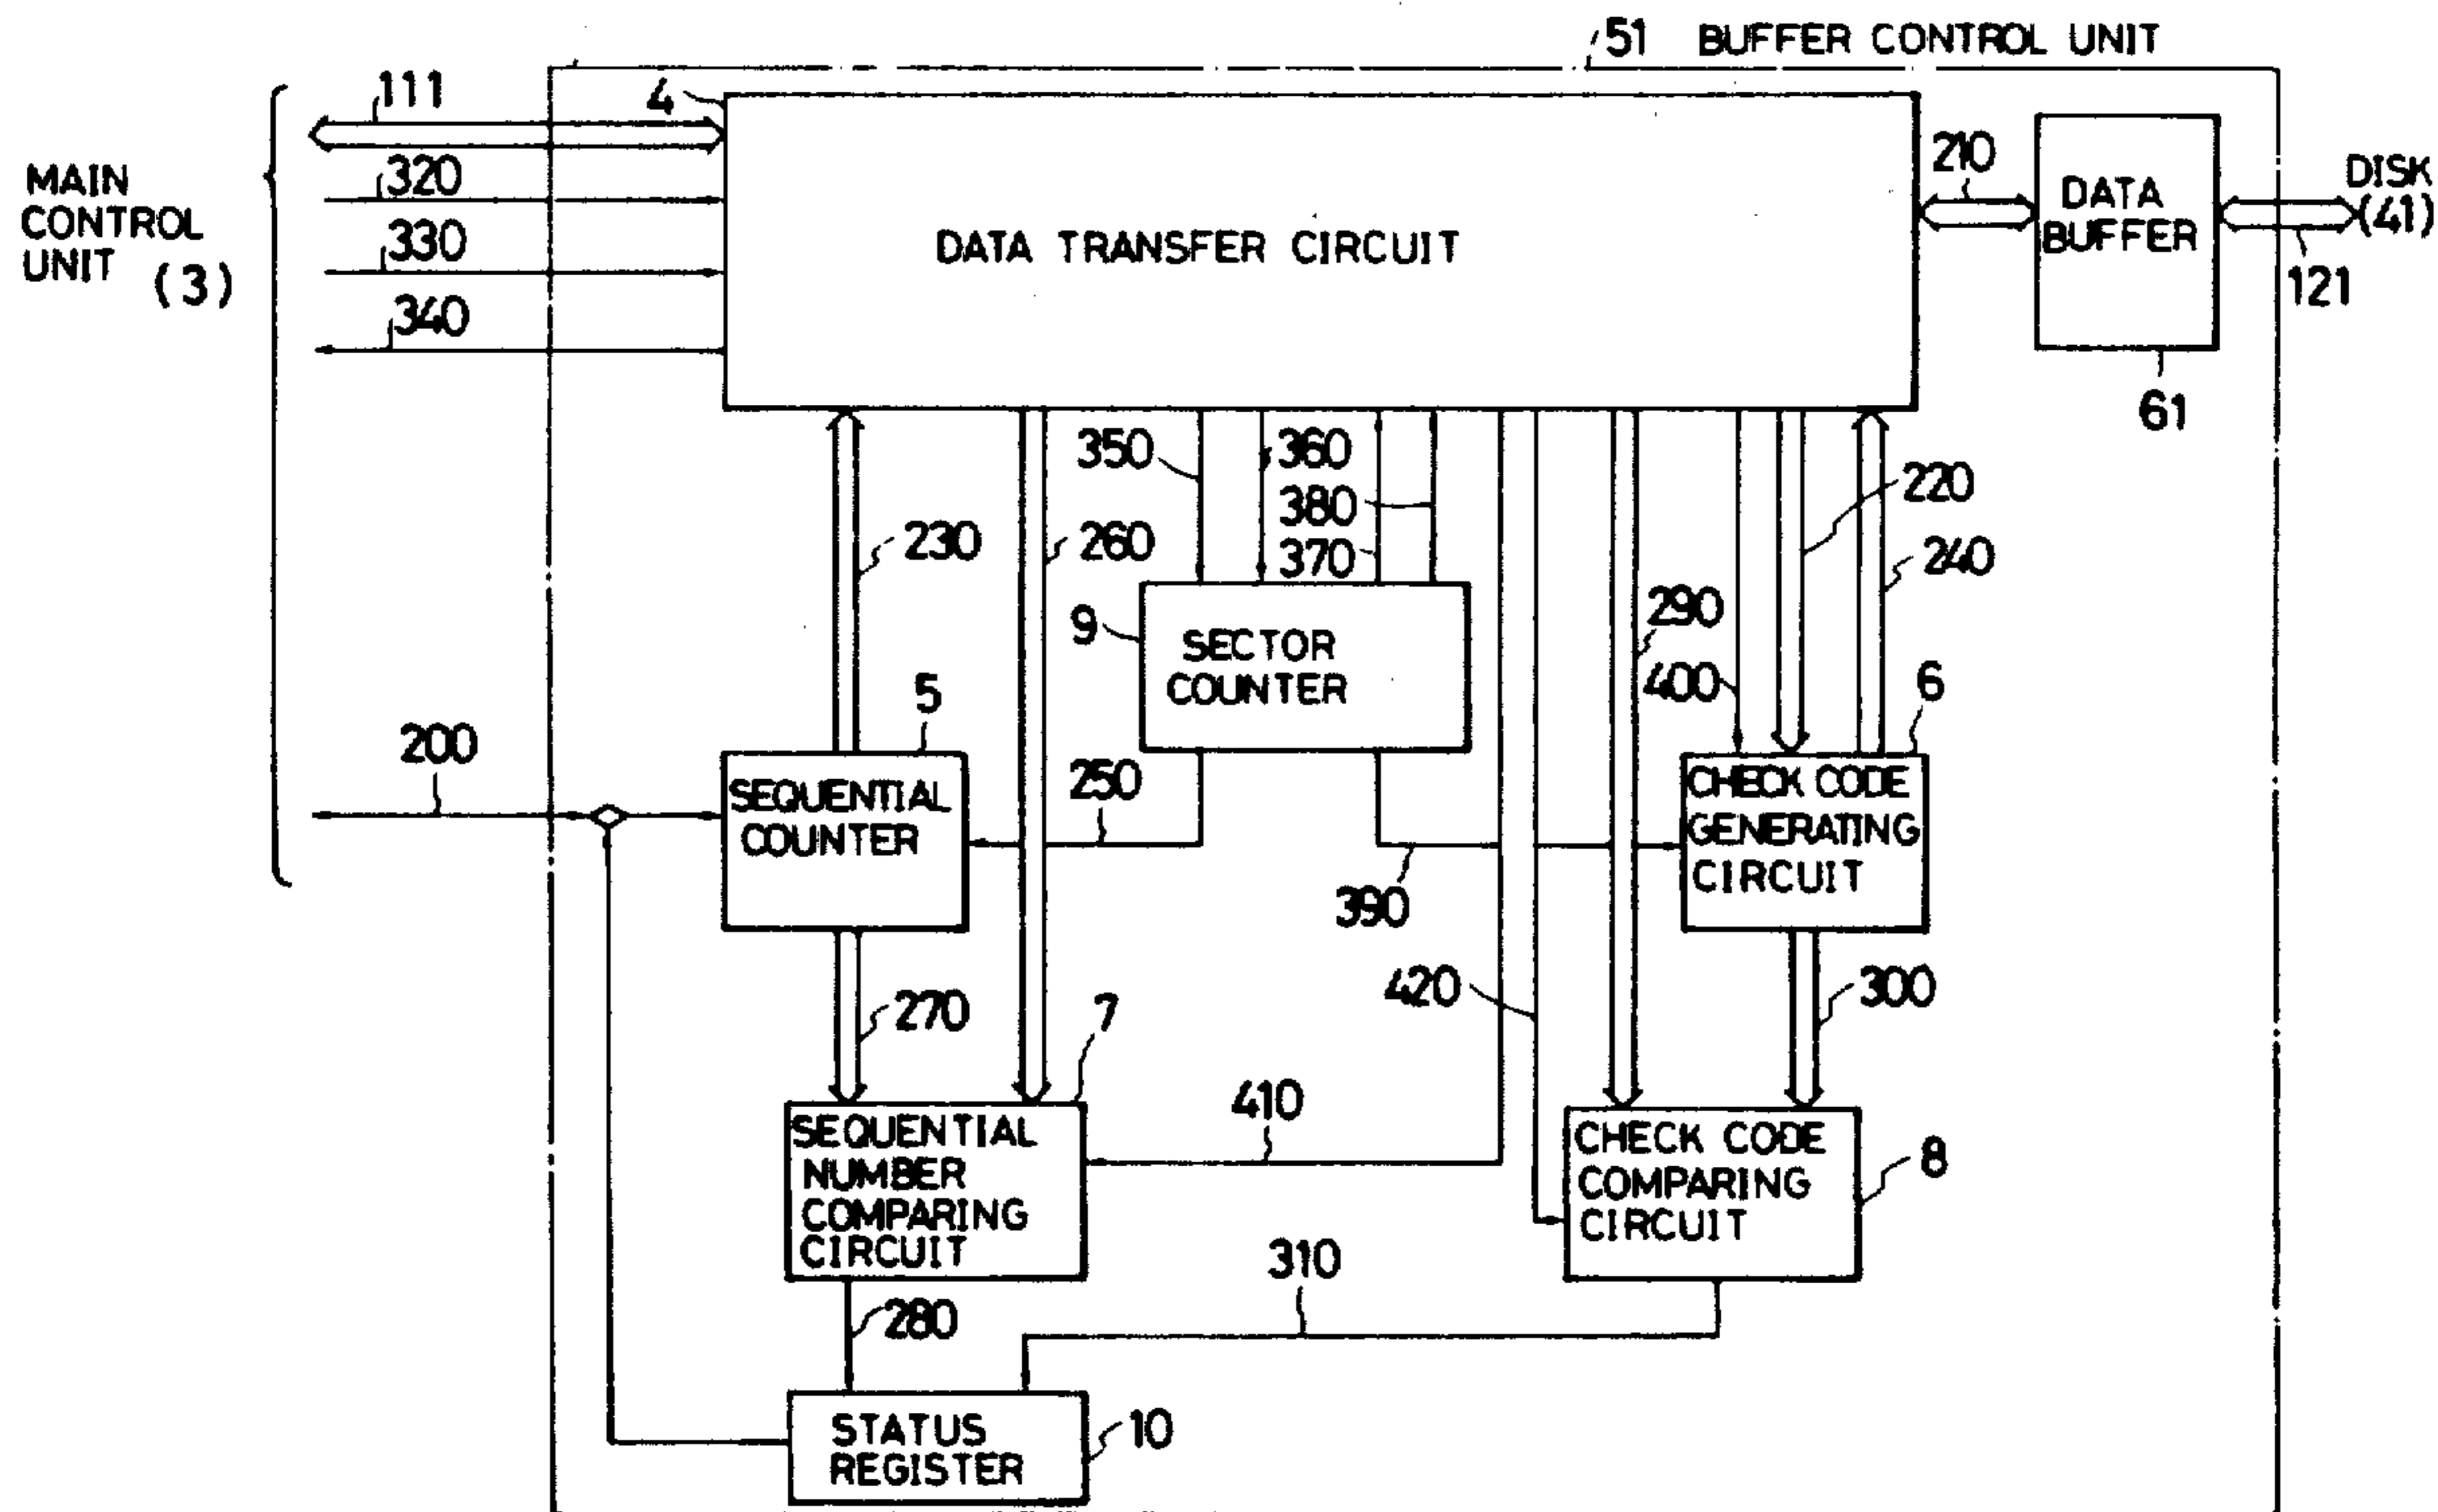 51 BUFFER CONTROL UNIT
111
4
320
330
340
MAIN
CONTROL
UNIT (3)
DATA TRANSFER CIRCUIT
210
DATA
BUFFER
DISK
(41)
121
61
350
360
380
370
220
230
260
240
290
9
SECTOR
COUNTER
400
6
5
200
SEQUENTIAL
COUNTER
250
390
CHECK CODE
GENERATING
CIRCUIT
270
7
420
300
410
SEQUENTIAL
NUMBER
COMPARING
CIRCUIT
CHECK CODE
COMPARING
CIRCUIT
8
280
310
STATUS
REGISTER
10